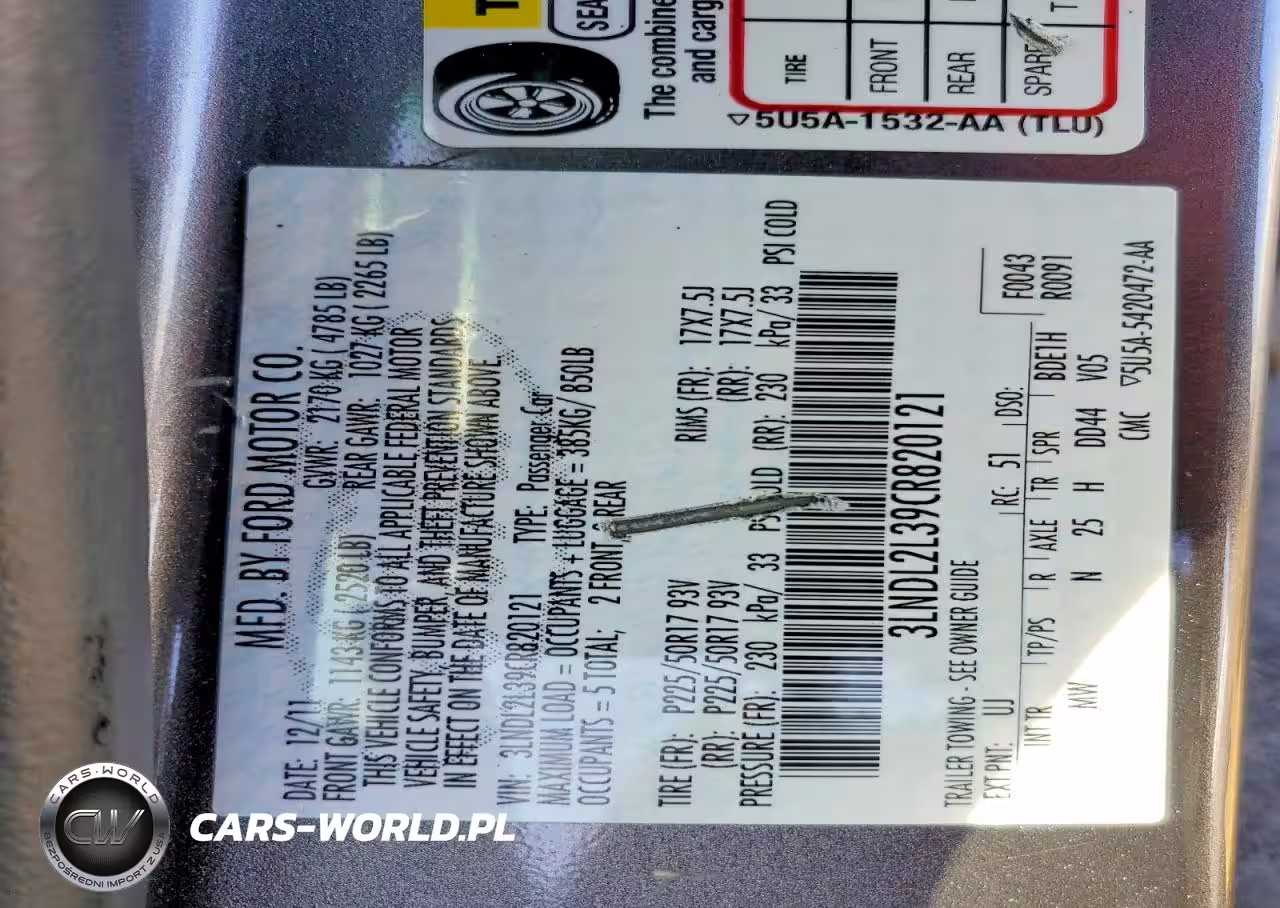 The combine
and carg
TIRE
FRONT
REAR
SPARE
▽5U5A-1532-AA (TLU)
MFD. BY FORD MOTOR CO.
DATE: 12/11 GVWR: 2170 KG ( 4785 LB)
FRONT GAWR: 1143 KG ( 2520 LB) REAR GAWR: 1027 KG ( 2265 LB)
THIS VEHICLE CONFORMS TO ALL APPLICABLE FEDERAL MOTOR
VEHICLE SAFETY, BUMPER, AND THEFT PREVENTION STANDARDS
IN EFFECT ON THE DATE OF MANUFACTURE SHOWN ABOVE.
VIN: 3LNDL2L39CR820121 TYPE: Passenger Car
MAXIMUM LOAD = OCCUPANTS + LUGGAGE = 385KG/ 850LB
OCCUPANTS = 5 TOTAL, 2 FRONT, REAR
TIRE (FR): P225/50R17 93V RIMS (FR): 17X7.5J
(RR): P225/50R17 93V (RR): 17X7.5J
PRESSURE (FR): 230 kPa/ 33 (RR): 230 kPa/ 33 PSI COLD
3LNDL2L39CR820121
TRAILER TOWING - SEE OWNER GUIDE
F0043
EXT PNT: UJ RC: 51 DSO: R0091
INT TR TP/PS R AXLE TR SPR BDE1H
MW N 25 H DD44 V05
CMC ▽5U5A-5420472-AA
CARS-WORLD
CW
BEZPOŚREDNI IMPORT Z USA
CARS-WORLD.PL